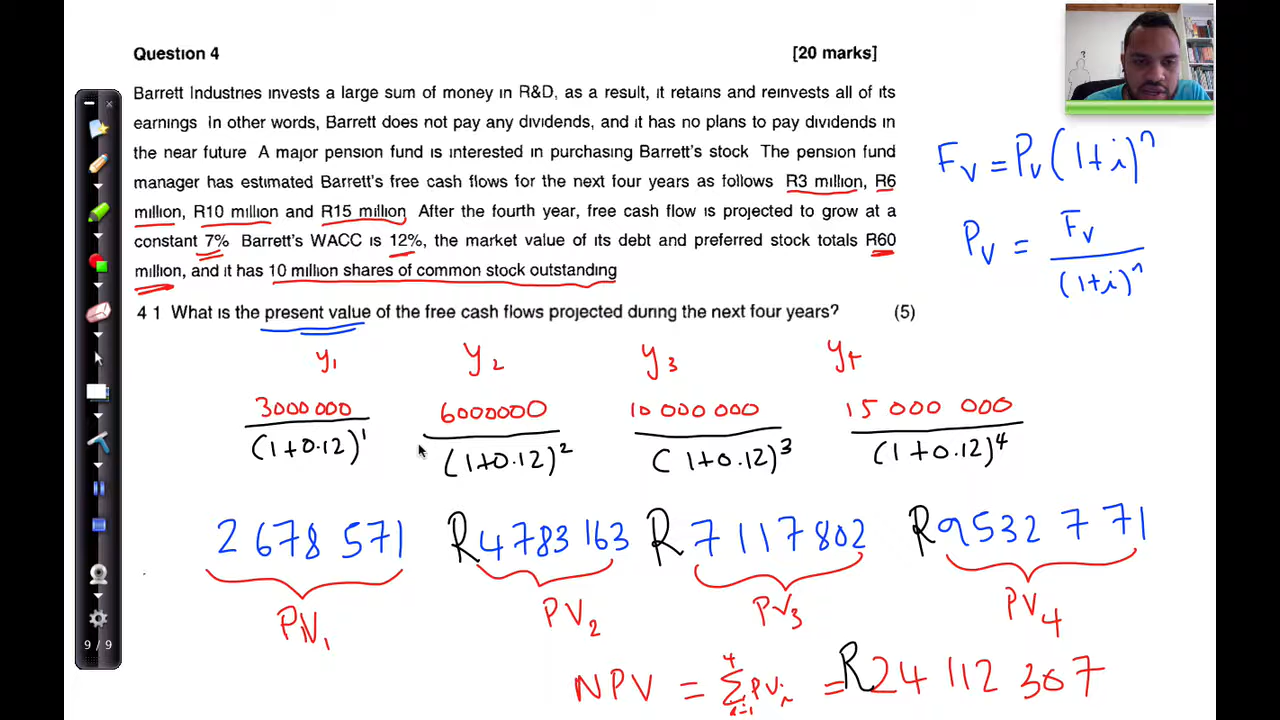 Question 4 [20 marks]
Barrett Industries invests a large sum of money in R&D, as a result, it retains and reinvests all of its
earnings In other words, Barrett does not pay any dividends, and it has no plans to pay dividends in
the near future A major pension fund is interested in purchasing Barrett's stock The pension fund
manager has estimated Barrett's free cash flows for the next four years as follows R3 million, R6
million, R10 million and R15 million After the fourth year, free cash flow is projected to grow at a
constant 7% Barrett's WACC is 12%, the market value of its debt and preferred stock totals R60
million, and it has 10 million shares of common stock outstanding
Fv = Pv(1+i)^n
Pv = Fv / (1+i)^n
4 1 What is the present value of the free cash flows projected during the next four years? (5)
y1 y2 y3 y4
3000 000 6000000 10 000 000 15 000 000
(1+0.12)^1 (1+0.12)^2 (1+0.12)^3 (1+0.12)^4
2 678 571 R4 783 163 R7 117 802 R9532 7 71
PV1 PV2 PV3 PV4
NPV = 4 Σ i=1 PVi = R24 112 307
9 / 9